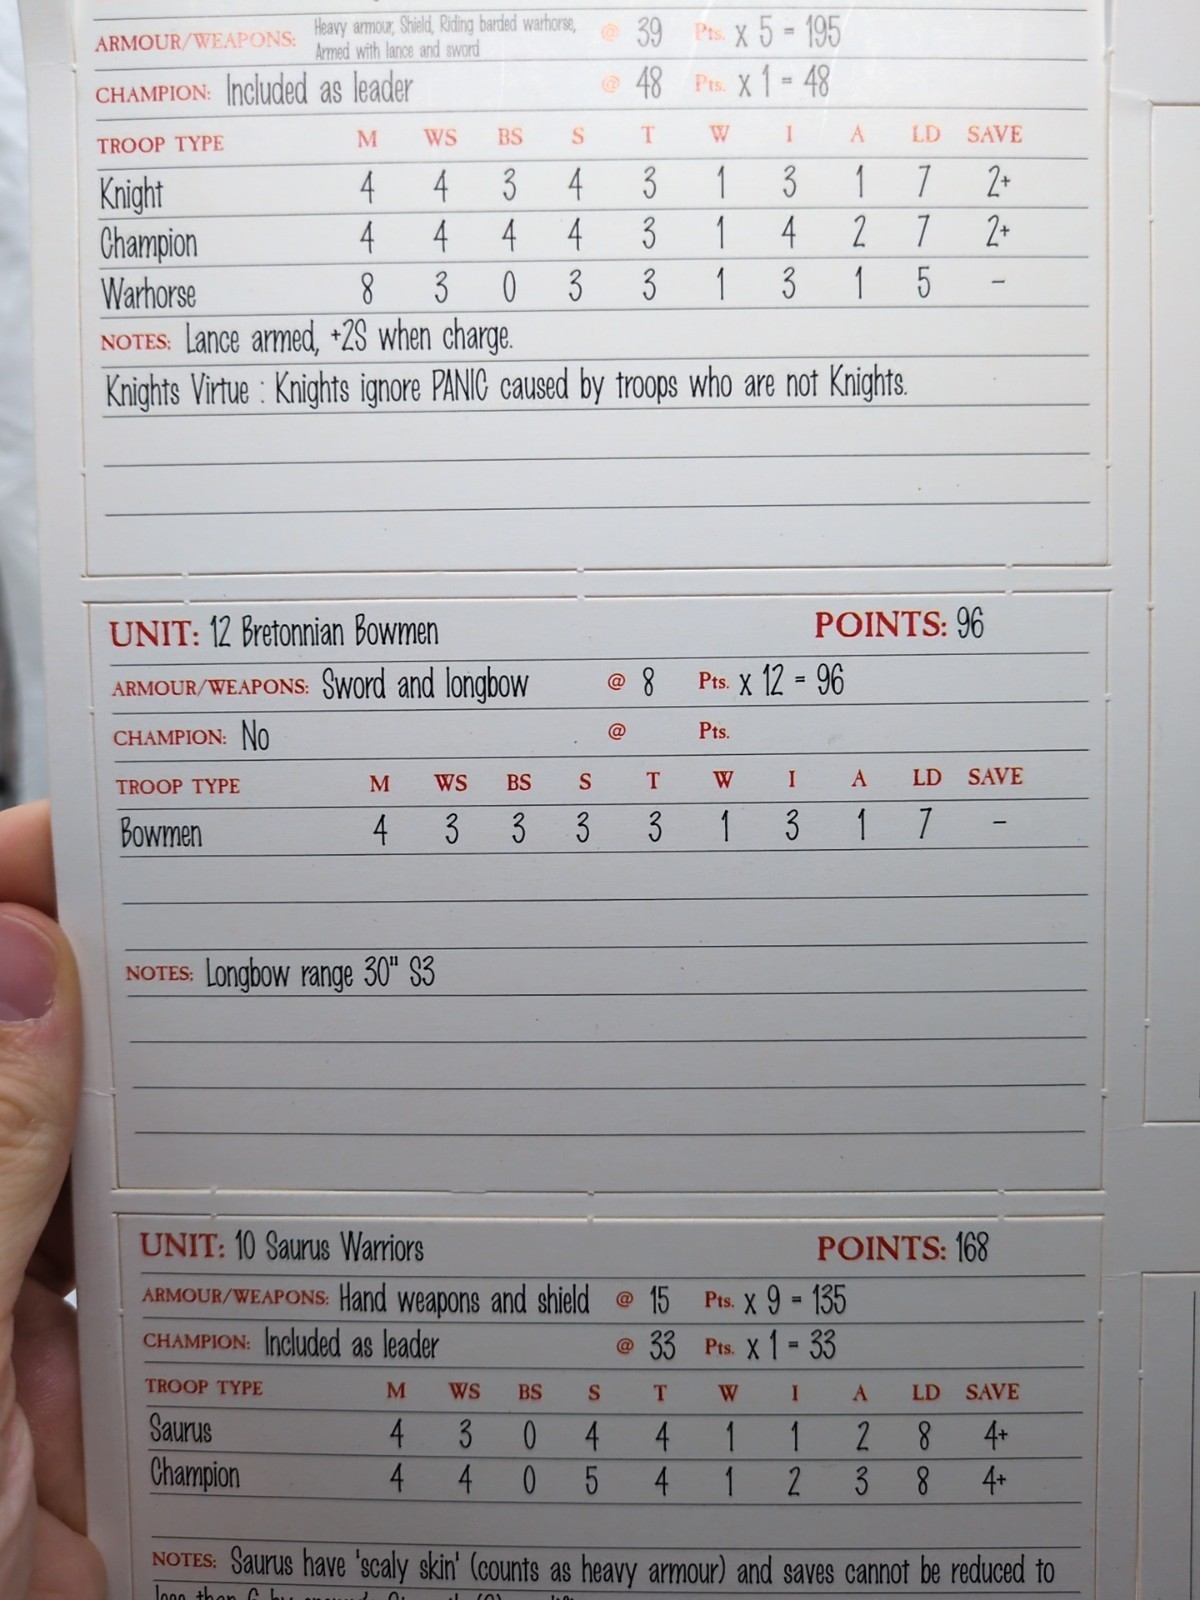 ARMOUR/WEAPONS: Heavy armour, Shield, Riding barded warhorse, @ 39 Pts. x 5 = 195
Armed with lance and sword
CHAMPION: Included as leader @ 48 Pts. x 1 = 48
TROOP TYPE M WS BS S T W I A LD SAVE
Knight 4 4 3 4 3 1 3 1 7 2+
Champion 4 4 4 4 3 1 4 2 7 2+
Warhorse 8 3 0 3 3 1 3 1 5 -
NOTES: Lance armed, +2S when charge.
Knights Virtue : Knights ignore PANIC caused by troops who are not Knights.
UNIT: 12 Bretonnian Bowmen POINTS: 96
ARMOUR/WEAPONS: Sword and longbow @ 8 Pts. x 12 = 96
CHAMPION: No @ Pts.
TROOP TYPE M WS BS S T W I A LD SAVE
Bowmen 4 3 3 3 3 1 3 1 7 -
NOTES: Longbow range 30" S3
UNIT: 10 Saurus Warriors POINTS: 168
ARMOUR/WEAPONS: Hand weapons and shield @ 15 Pts. x 9 = 135
CHAMPION: Included as leader @ 33 Pts. x 1 = 33
TROOP TYPE M WS BS S T W I A LD SAVE
Saurus 4 3 0 4 4 1 1 2 8 4+
Champion 4 4 0 5 4 1 2 3 8 4+
NOTES: Saurus have 'scaly skin' (counts as heavy armour) and saves cannot be reduced to
less than 6